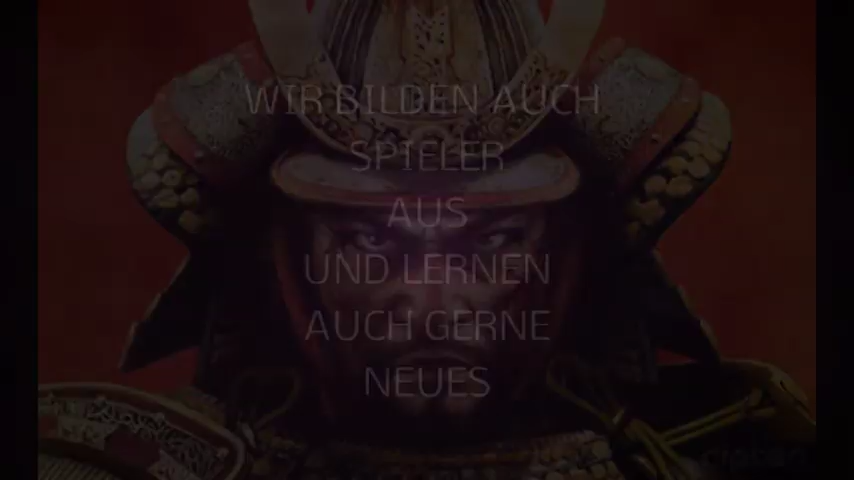 WIR BILDEN AUCH
SPIELER
AUS
UND LERNEN
AUCH GERNE
NEUES